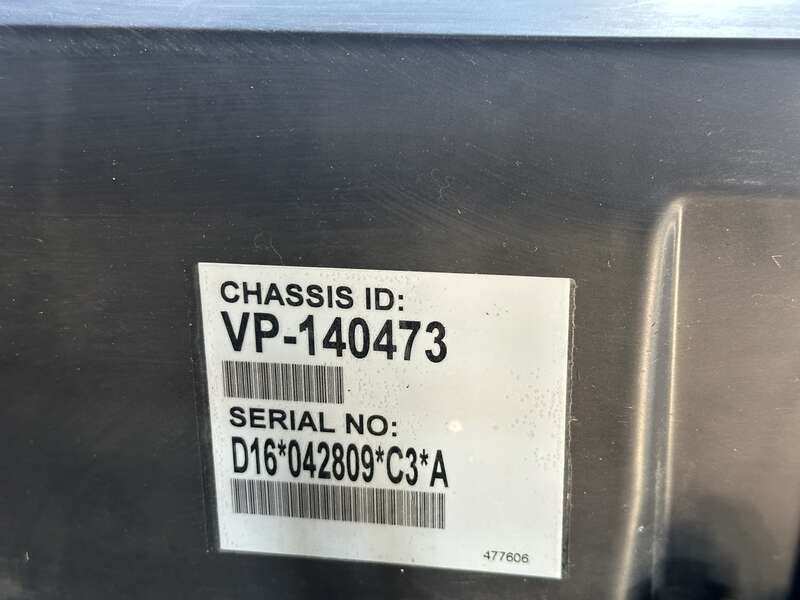 CHASSIS ID:
VP-140473
SERIAL NO:
D16*042809*C3*A
477606